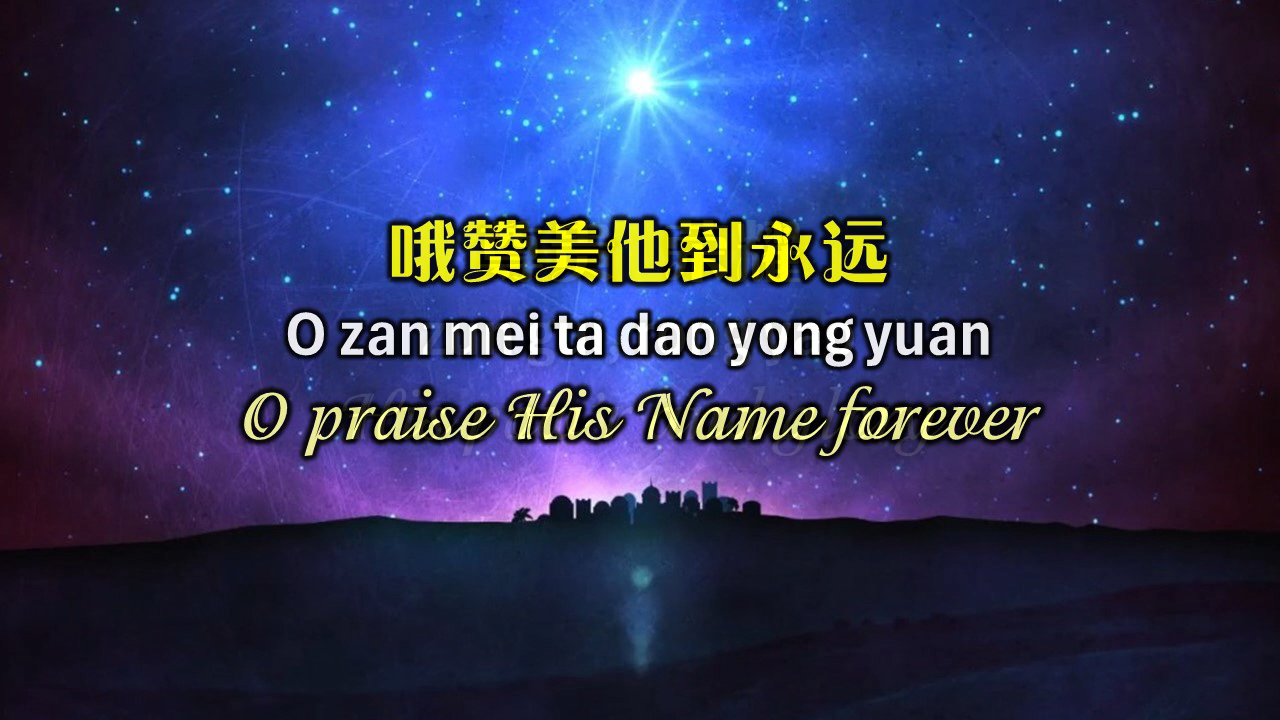 哦赞美他到永远
O zan mei ta dao yong yuan
O praise His Name forever